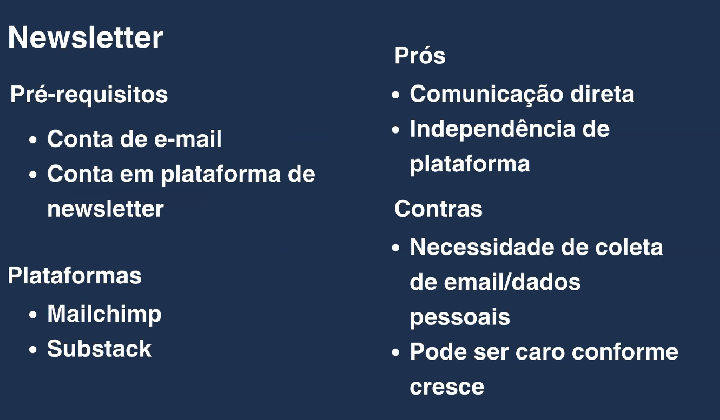 Newsletter
Pré-requisitos
• Conta de e-mail
• Conta em plataforma de
newsletter
Plataformas
• Mailchimp
• Substack
Prós
• Comunicação direta
• Independência de
plataforma
Contras
• Necessidade de coleta
de email/dados
pessoais
• Pode ser caro conforme
cresce